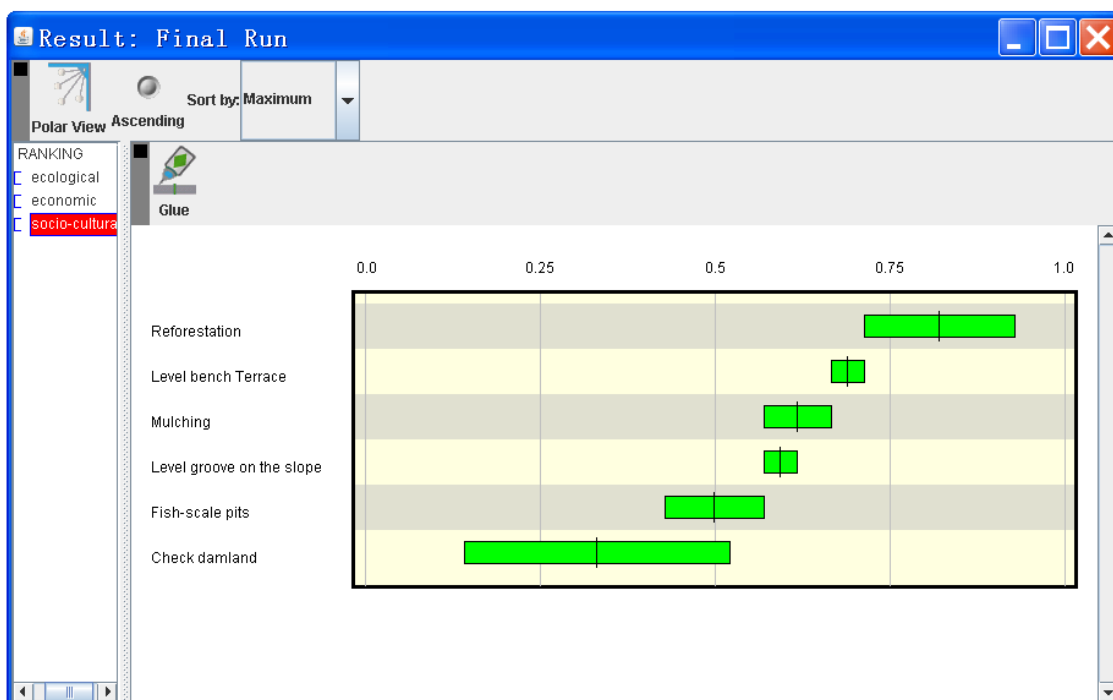 Result: Final Run
Polar View
Ascending
Sort by:
Maximum
RANKING
ecological
economic
socio-cultura
Glue
0.0 0.25 0.5 0.75 1.0
Reforestation
Level bench Terrace
Mulching
Level groove on the slope
Fish-scale pits
Check damland